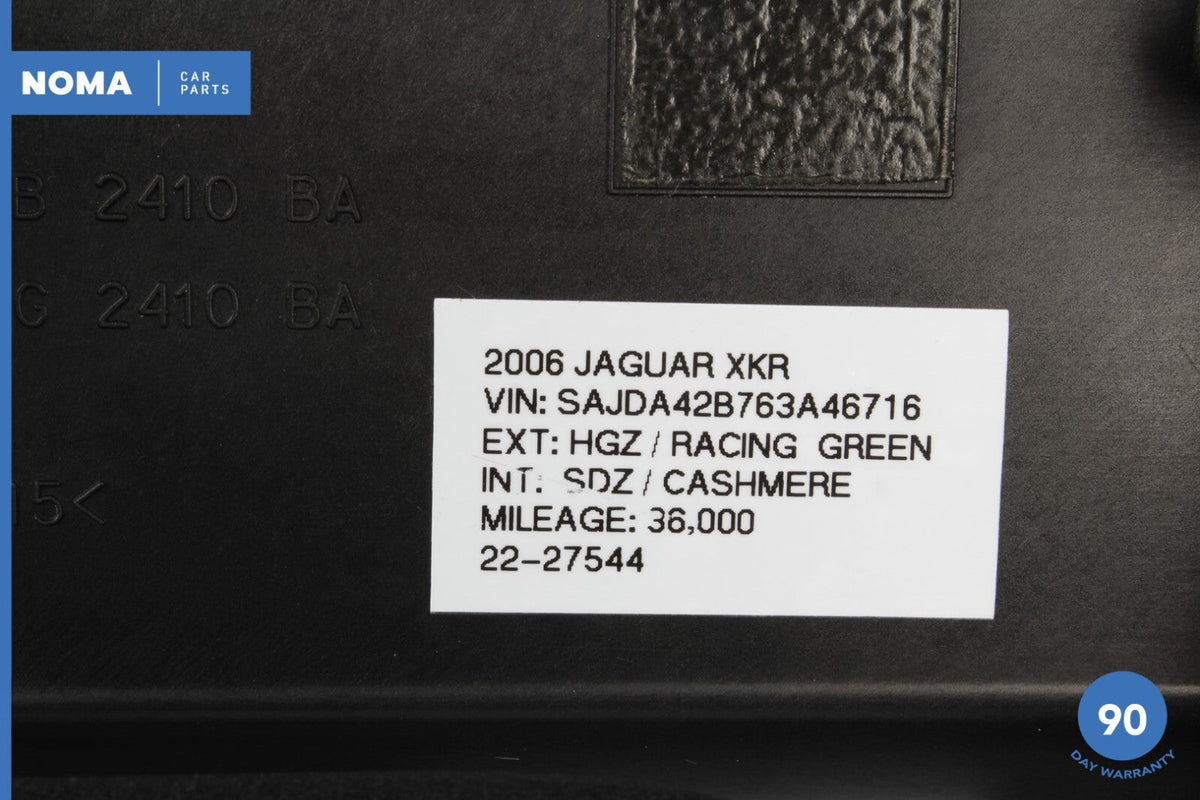 NOMA
CAR
PARTS
B 2410 BA
G 2410 BA
15<
2006 JAGUAR XKR
VIN: SAJDA42B763A46716
EXT: HGZ / RACING GREEN
INT: SDZ / CASHMERE
MILEAGE: 36,000
22-27544
90
DAY WARRANTY